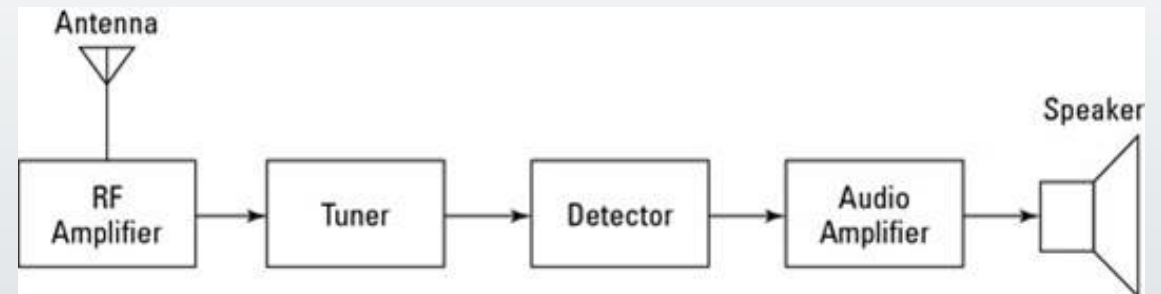 Antenna
Speaker
RF
Amplifier
Tuner
Detector
Audio
Amplifier